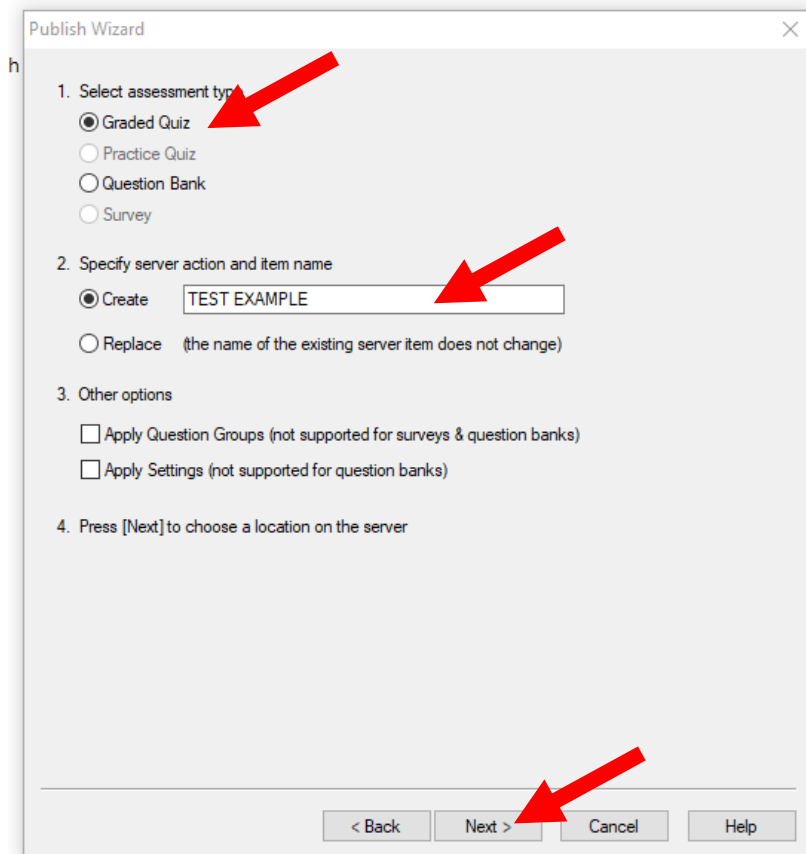 Publish Wizard
h
1. Select assessment type
Graded Quiz
Practice Quiz
Question Bank
Survey
2. Specify server action and item name
Create TEST EXAMPLE
Replace (the name of the existing server item does not change)
3. Other options
Apply Question Groups (not supported for surveys & question banks)
Apply Settings (not supported for question banks)
4. Press [Next] to choose a location on the server
< Back Next > Cancel Help